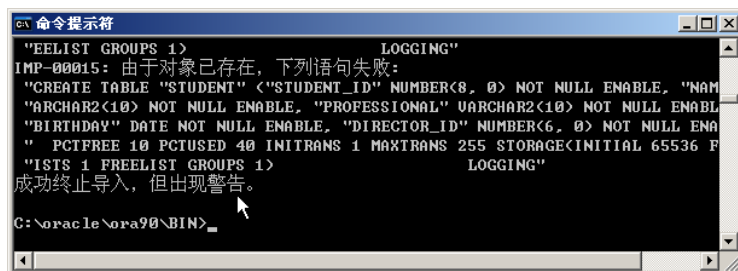 命令提示符
"EELIST GROUPS 1) LOGGING"
IMP-00015: 由于对象已存在, 下列语句失败:
"CREATE TABLE "STUDENT" ("STUDENT_ID" NUMBER(8, 0) NOT NULL ENABLE, "NAM
"ARCHAR2(10) NOT NULL ENABLE, "PROFESSIONAL" VARCHAR2(10) NOT NULL ENABL
"BIRTHDAY" DATE NOT NULL ENABLE, "DIRECTOR_ID" NUMBER(6, 0) NOT NULL ENA
" PCTFREE 10 PCTUSED 40 INITRANS 1 MAXTRANS 255 STORAGE(INITIAL 65536 F
"ISTS 1 FREELIST GROUPS 1) LOGGING"
成功终止导入，但出现警告。
C:\oracle\ora90\BIN>_